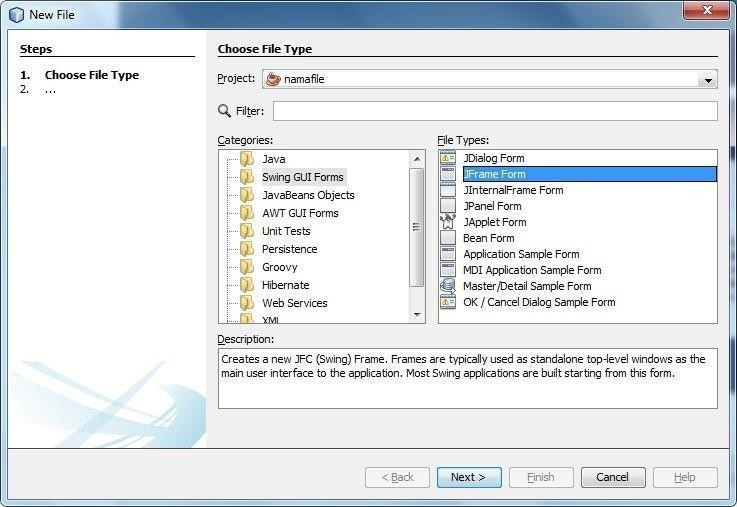 New File
Steps
1. Choose File Type
2. ...
Choose File Type
Project: namafile
Filter:
Categories:
Java
Swing GUI Forms
JavaBeans Objects
AWT GUI Forms
Unit Tests
Persistence
Groovy
Hibernate
Web Services
XML
File Types:
JDialog Form
JFrame Form
JInternalFrame Form
JPanel Form
JApplet Form
Bean Form
Application Sample Form
MDI Application Sample Form
Master/Detail Sample Form
OK / Cancel Dialog Sample Form
Description:
Creates a new JFC (Swing) Frame. Frames are typically used as standalone top-level windows as the
main user interface to the application. Most Swing applications are built starting from this form.
< Back Next > Finish Cancel Help